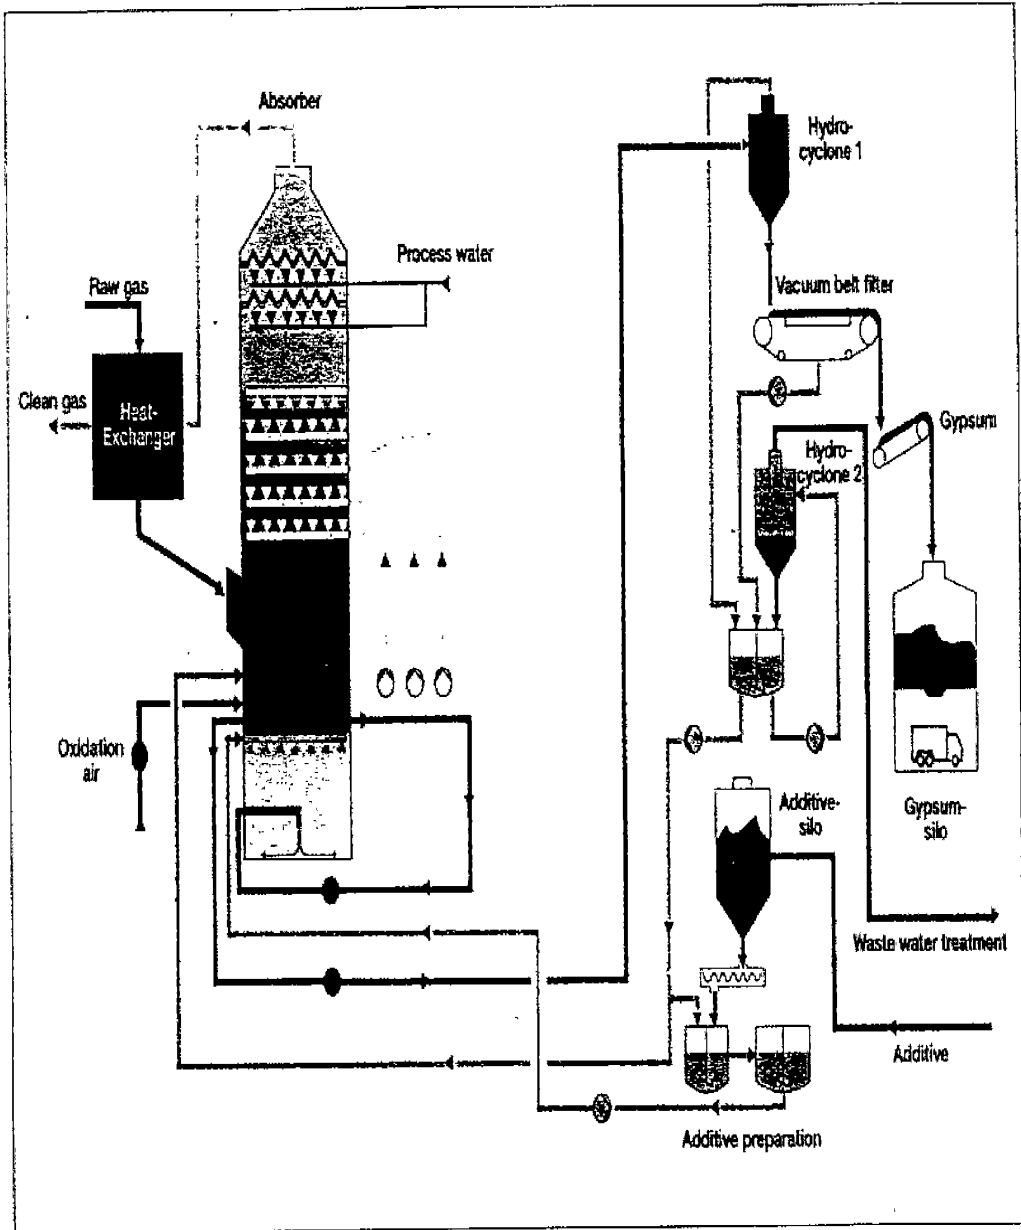 Absorber
Hydro-
cyclone 1
Process water
Raw gas
Vacuum belt filter
Clean gas
Heat-
Exchanger
Gypsum
Hydro-
cyclone 2
Oxidation
air
Additive-
silo
Gypsum-
silo
Waste water treatment
Additive
Additive preparation